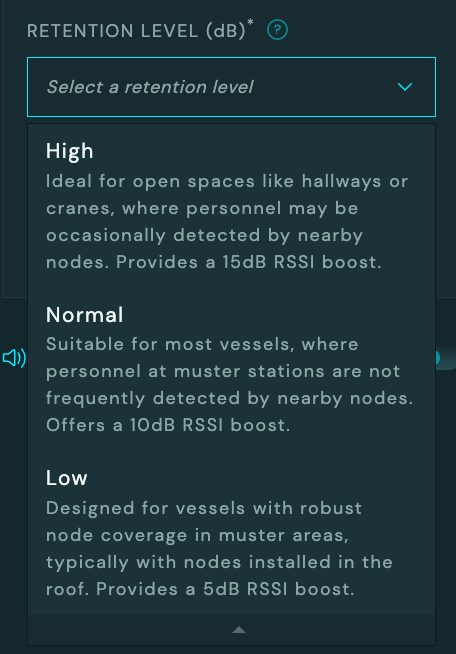 RETENTION LEVEL (dB)* ?
Select a retention level
High
Ideal for open spaces like hallways or
cranes, where personnel may be
occasionally detected by nearby
nodes. Provides a 15dB RSSI boost.
Normal
Suitable for most vessels, where
personnel at muster stations are not
frequently detected by nearby nodes.
Offers a 10dB RSSI boost.
Low
Designed for vessels with robust
node coverage in muster areas,
typically with nodes installed in the
roof. Provides a 5dB RSSI boost.